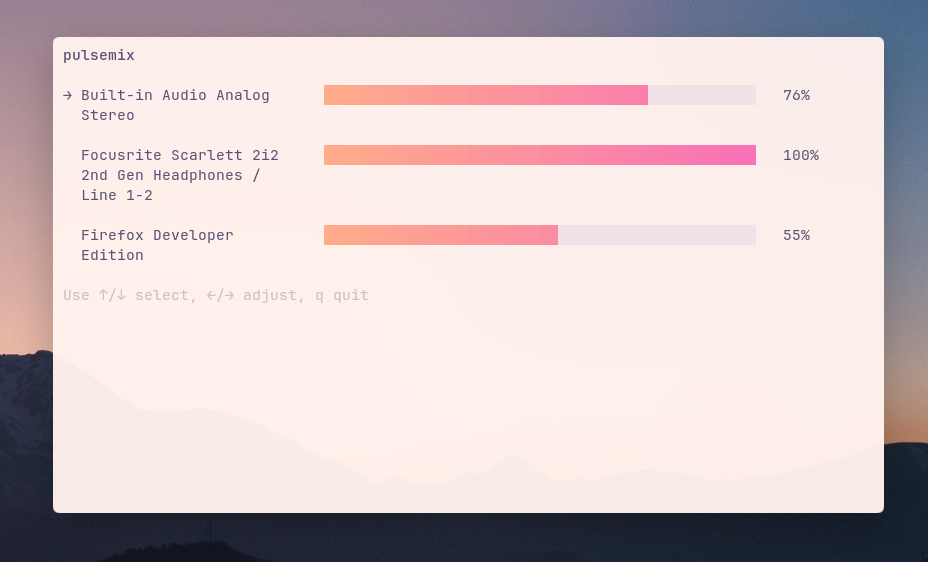 pulsemix
→ Built-in Audio Analog 76%
Stereo
Focusrite Scarlett 2i2 100%
2nd Gen Headphones /
Line 1-2
Firefox Developer 55%
Edition
Use ↑/↓ select, ←/→ adjust, q quit